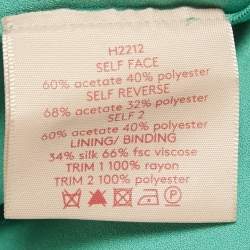 H2212
SELF FACE
60% acetate 40% polyester
SELF REVERSE
68% acetate 32% polyester
SELF 2
60% acetate 40% polyester
LINING/ BINDING
34% silk 66% fsc viscose
TRIM 1 100% rayon
TRIM 2 100% polyester